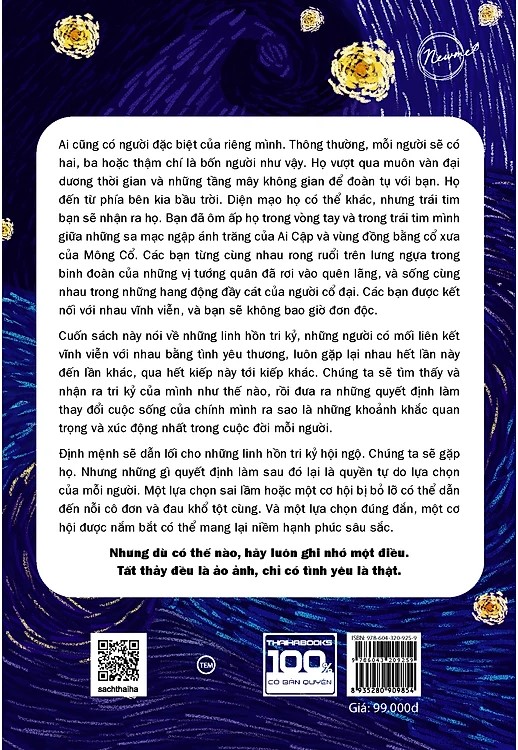 Newme
Ai cũng có người đặc biệt của riêng mình. Thông thường, mỗi người sẽ có
hai, ba hoặc thậm chí là bốn người như vậy. Họ vượt qua muôn vàn đại
dương thời gian và những tầng mây không gian để đoàn tụ với bạn. Họ
đến từ phía bên kia bầu trời. Diện mạo họ có thể khác, nhưng trái tim
bạn sẽ nhận ra họ. Bạn đã ôm ấp họ trong vòng tay và trong trái tim mình
giữa những sa mạc ngập ánh trăng của Ai Cập và vùng đồng bằng cổ xưa
của Mông Cổ. Các bạn từng cùng nhau rong ruổi trên lưng ngựa trong
binh đoàn của những vị tướng quân đã rơi vào quên lãng, và sống cùng
nhau trong những hang động đầy cát của người cổ đại. Các bạn được kết
nối với nhau vĩnh viễn, và bạn sẽ không bao giờ đơn độc.
Cuốn sách này nói về những linh hồn tri kỷ, những người có mối liên kết
vĩnh viễn với nhau bằng tình yêu thương, luôn gặp lại nhau hết lần này
đến lần khác, qua hết kiếp này tới kiếp khác. Chúng ta sẽ tìm thấy và
nhận ra tri kỷ của mình như thế nào, rồi đưa ra những quyết định làm
thay đổi cuộc sống của chính mình ra sao là những khoảnh khắc quan
trọng và xúc động nhất trong cuộc đời mỗi người.
Định mệnh sẽ dẫn lối cho những linh hồn tri kỷ hội ngộ. Chúng ta sẽ gặp
họ. Nhưng những gì quyết định làm sau đó lại là quyền tự do lựa chọn
của mỗi người. Một lựa chọn sai lầm hoặc một cơ hội bị bỏ lỡ có thể dẫn
đến nỗi cô đơn và đau khổ tột cùng. Và một lựa chọn đúng đắn, một cơ
hội được nắm bắt có thể mang lại niềm hạnh phúc sâu sắc.
Nhưng dù có thế nào, hãy luôn ghi nhớ một điều.
Tất thảy đều là ảo ảnh, chỉ có tình yêu là thật.
sachthaiha
TEM
THAIHABOOKS
100%
CÓ BẢN QUYỀN
ISBN: 978-604-320-925-9
9 786043 209259
8 935280 909854
Giá: 99.000đ